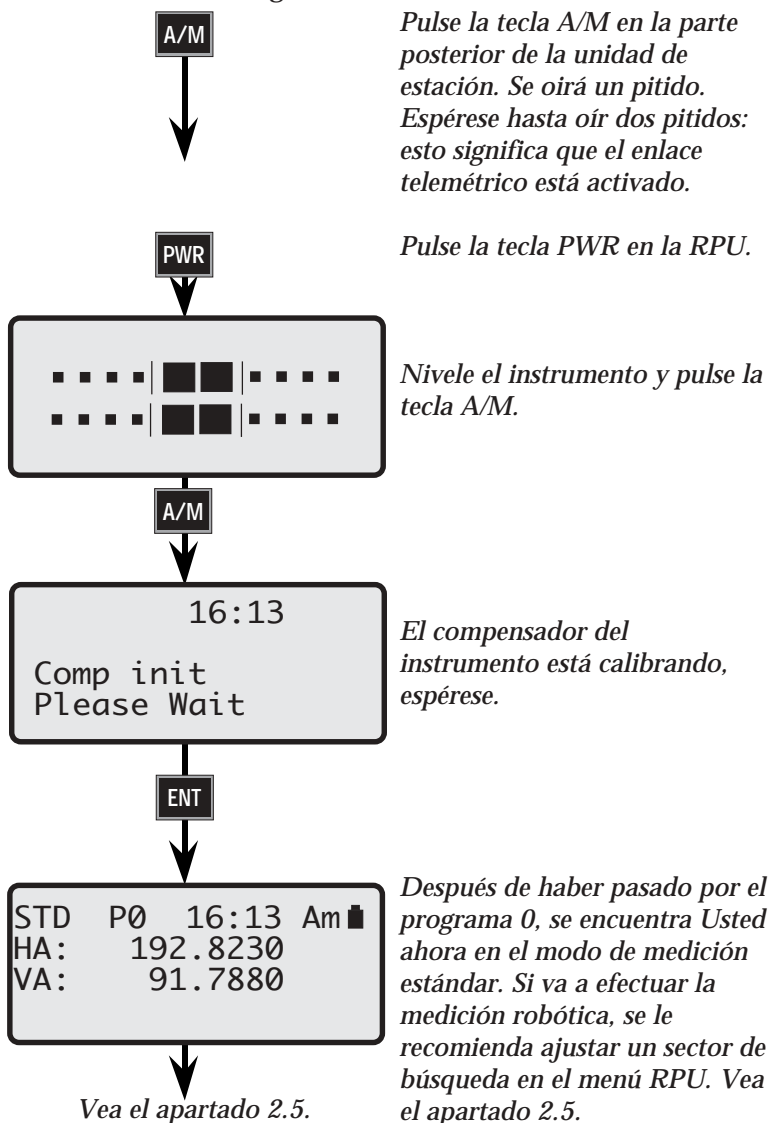 A/M
Pulse la tecla A/M en la parte
posterior de la unidad de
estación. Se oirá un pitido.
Espérese hasta oír dos pitidos:
esto significa que el enlace
telemétrico está activado.
PWR
Pulse la tecla PWR en la RPU.
Nivele el instrumento y pulse la
tecla A/M.
A/M
16:13
Comp init
Please Wait
El compensador del
instrumento está calibrando,
espérese.
ENT
STD P0 16:13 Am
HA: 192.8230
VA: 91.7880
Después de haber pasado por el
programa 0, se encuentra Usted
ahora en el modo de medición
estándar. Si va a efectuar la
medición robótica, se le
recomienda ajustar un sector de
búsqueda en el menú RPU. Vea
el apartado 2.5.
Vea el apartado 2.5.